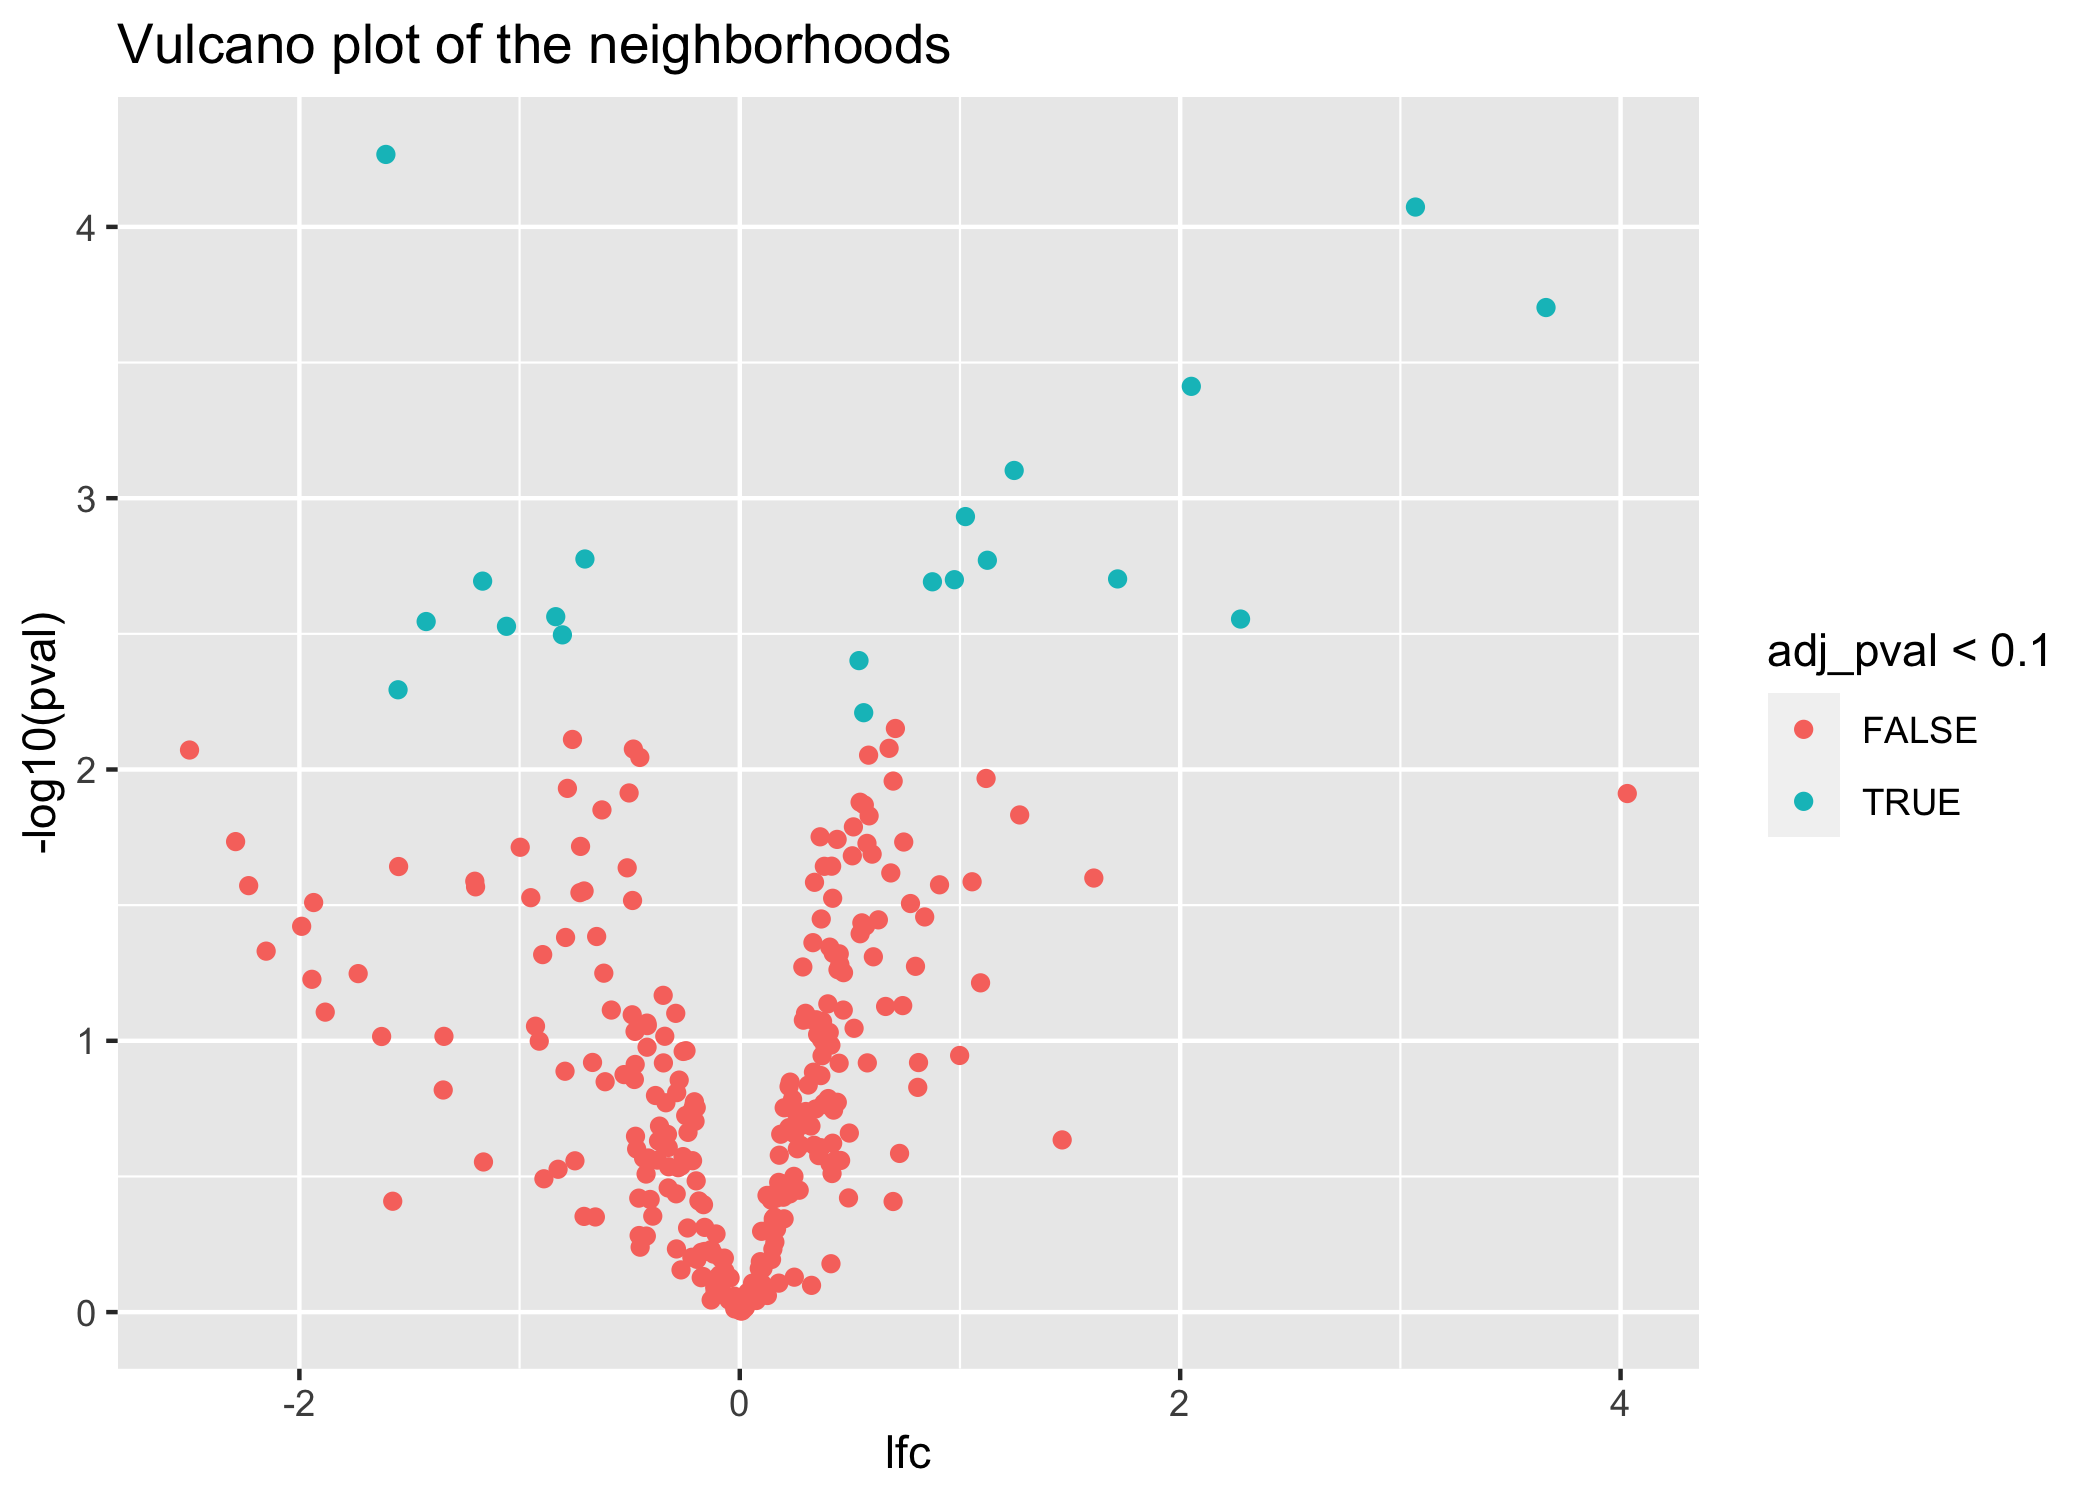 Vulcano plot of the neighborhoods
4
3
2
1
0
-log10(pval)
-2
0
2
4
lfc
adj_pval < 0.1
FALSE
TRUE